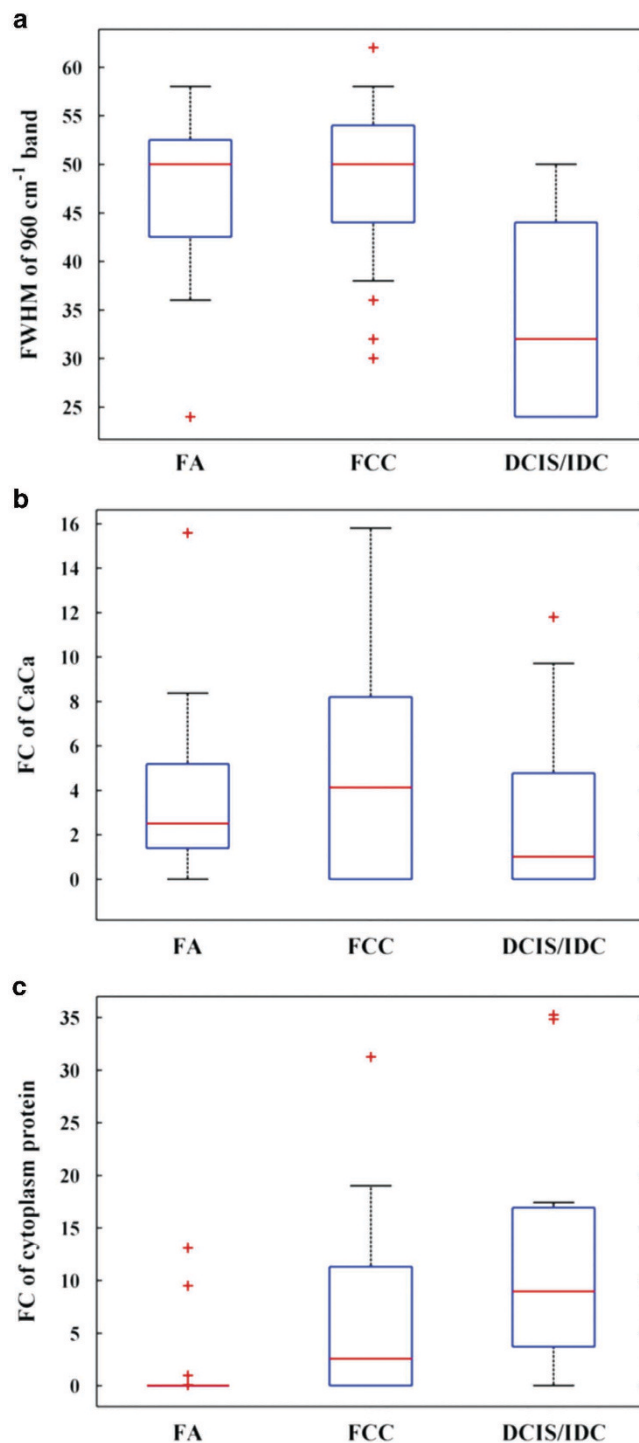 a
FWHM of 960 cm⁻¹ band
60
55
50
45
40
35
30
25
FA FCC DCIS/IDC
b
FC of CaCa
16
14
12
10
8
6
4
2
0
FA FCC DCIS/IDC
c
FC of cytoplasm protein
35
30
25
20
15
10
5
0
FA FCC DCIS/IDC